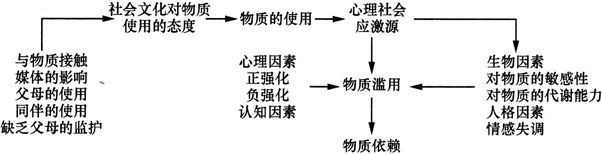 社会文化对物质
使用的态度
物质的使用
心理社会
应激源
与物质接触
媒体的影响
父母的使用
同伴的使用
缺乏父母的监护
心理因素
正强化
负强化
认知因素
物质滥用
生物因素
对物质的敏感性
对物质的代谢能力
人格因素
情感失调
物质依赖